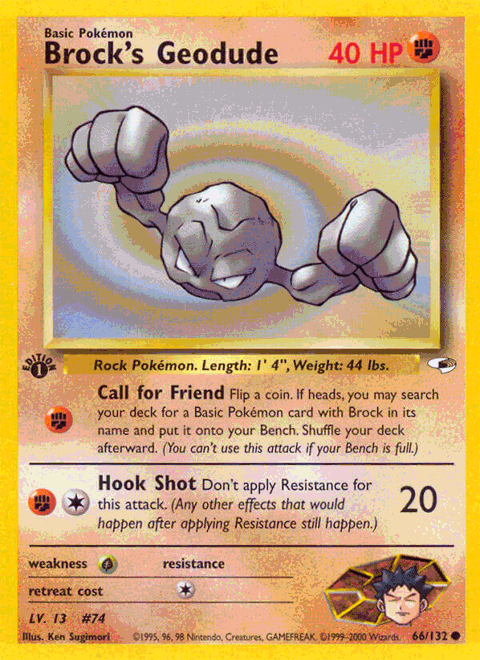 Basic Pokémon
Brock's Geodude 40 HP
EDITION
1
Rock Pokémon. Length: 1' 4", Weight: 44 lbs.
Call for Friend Flip a coin. If heads, you may search
your deck for a Basic Pokémon card with Brock in its
name and put it onto your Bench. Shuffle your deck
afterward. (You can't use this attack if your Bench is full.)
Hook Shot Don't apply Resistance for
this attack. (Any other effects that would
happen after applying Resistance still happen.)
20
weakness resistance
retreat cost
LV. 13 #74
Illus. Ken Sugimori ©1995, 96, 98 Nintendo, Creatures, GAMEFREAK. ©1999-2000 Wizards. 66/132